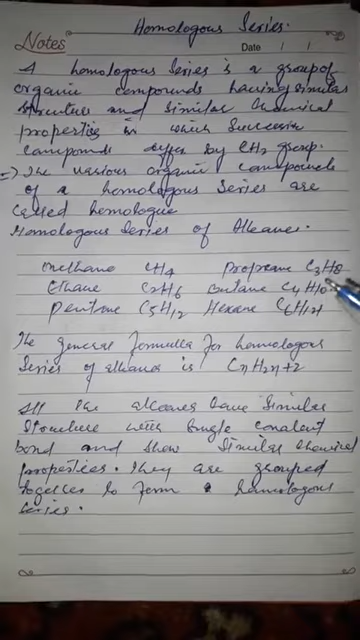 Homologous Series.
Notes
Date / /
A homologous Series is a group of
organic compounds having similar
structure and similar chemical
properties in which Successive
compounds differ by CH2 group.
=) The various organic compounds
of a homologous Series are
called homologue
Homologous Series of Alkanes.
Methane CH4 Propane C3H8
Ethane C2H6 Butane C4H10
Pentane C5H12 Hexane C6H14
The general formula for homologous
Series of alkanes is CnH2n+2
All the alkanes have similar
Structure with single covalent
bond and show similar chemical
properties. They are grouped
together to form a homologous
series.